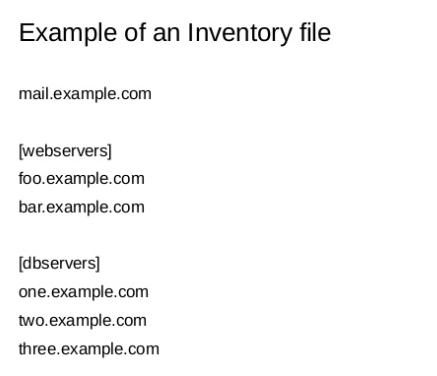 Example of an Inventory file
mail.example.com
[webservers]
foo.example.com
bar.example.com
[dbservers]
one.example.com
two.example.com
three.example.com